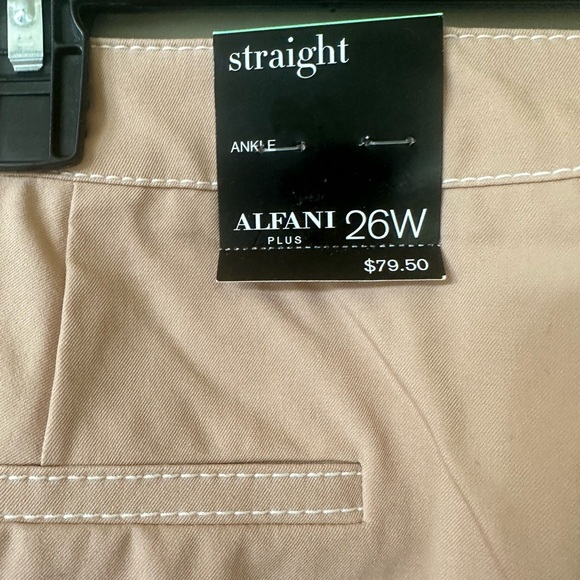 straight
ANKLE
ALFANI 26W
PLUS
$79.50